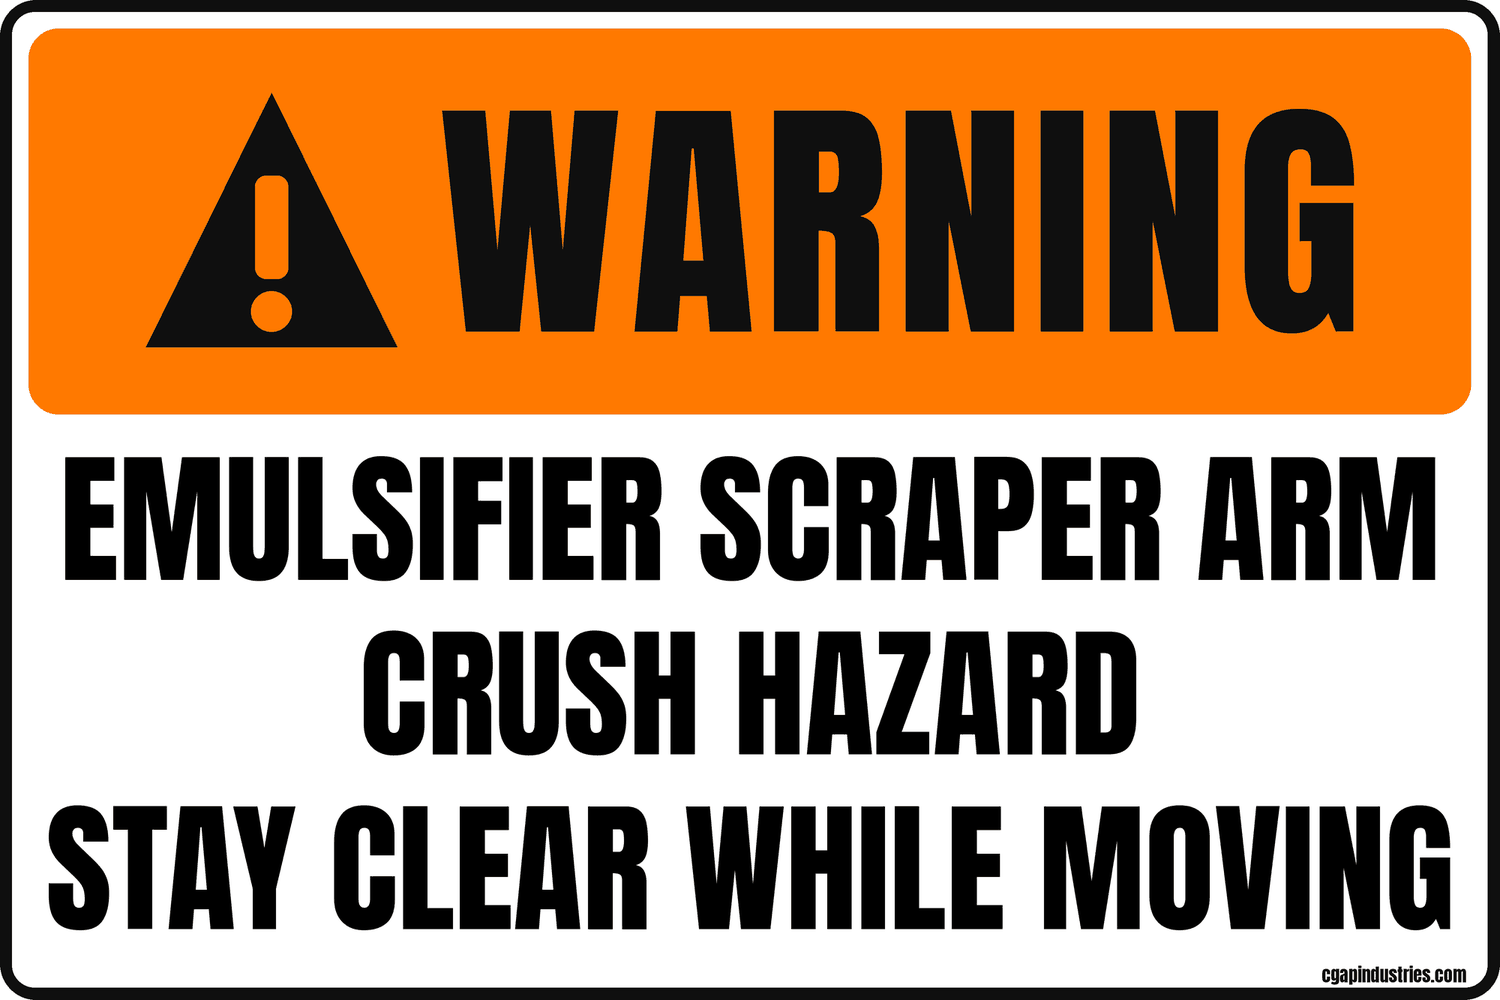 WARNING
EMULSIFIER SCRAPER ARM
CRUSH HAZARD
STAY CLEAR WHILE MOVING
cgapindustries.com